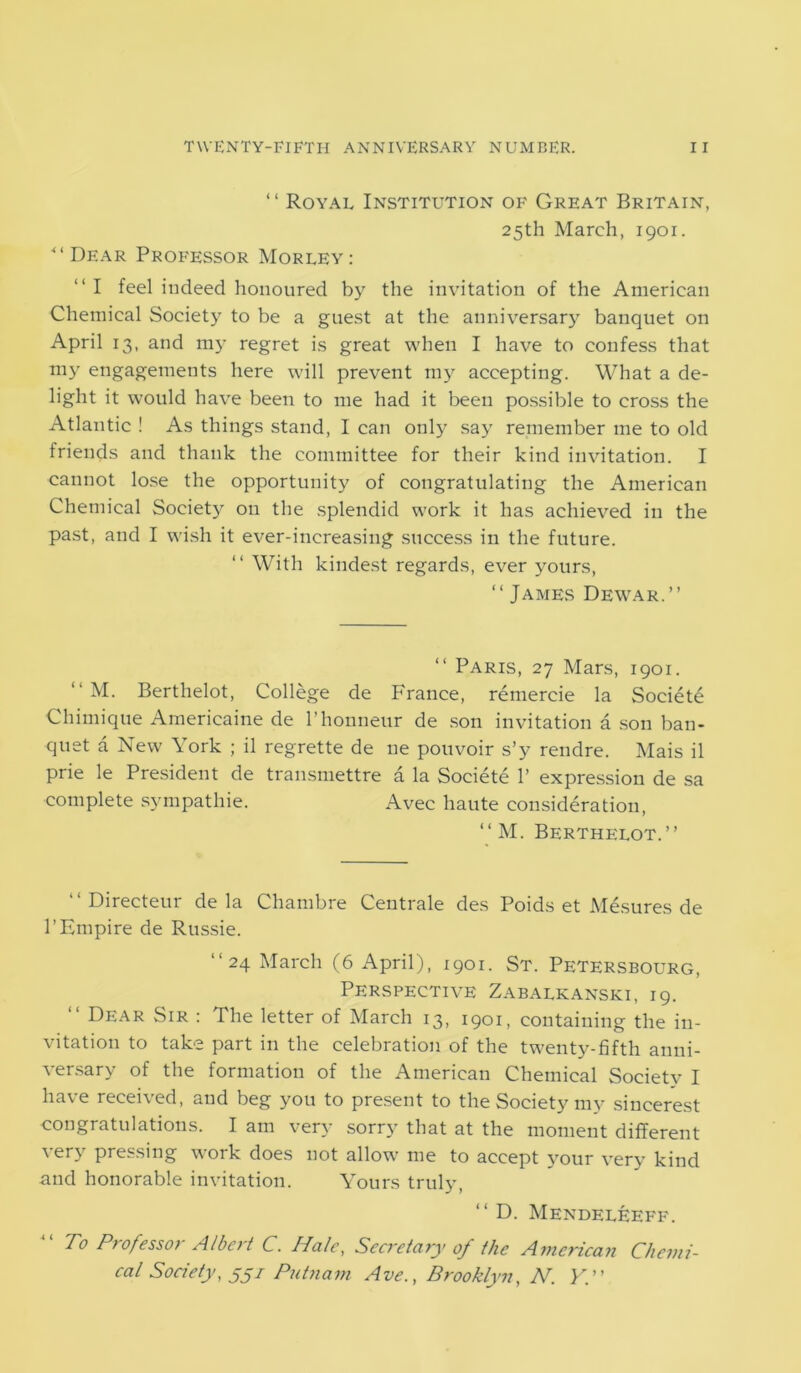 TWENTY-FIFTH ANNIVERSARY NUMBER. 11
“ Royal Institution of Great Britain,
25th March, 1901.
“ Dear Professor Morley :
“ I feel indeed honoured by the invitation of the American
Chemical Society to be a guest at the anniversary banquet on
April 13, and my regret is great when I have to confess that
my engagements here will prevent my accepting. What a de-
light it would have been to me had it been possible to cross the
Atlantic ! As things stand, I can only say remember me to old
friends and thank the committee for their kind invitation. I
cannot lose the opportunity of congratulating the American
Chemical Society on the splendid work it has achieved in the
past, and I wish it ever-increasing success in the future.
“ With kindest regards, ever yours,
“ James Dewar.”
“ Paris, 27 Mars, 1901.
“ M. Berthelot, Collège de France, rémercie la Societé
Chimique Americaine de l’honneur de son invitation á son ban-
quet á New York ; il regrette de ne pouvoir s’y rendre. Mais il
prie le President de transmettre á la Societé l’ expression de sa
complete sympathie. Avec haute considération,
“ M. Berthelot.”
“ Directeur de la Chambre Centrale des Poids et Mésures de
l’Empire de Russie.
“ 24 March (6 April), 1901. St. Petersbourg,
Perspective Zabalkanski, 19.
“ Dear Sir : The letter of March 13, 1901, containing the in-
vitation to take part in the celebration of the twenty-fifth anni-
versary of the formation of the American Chemical Society I
have received, and beg you to present to the Society my sincerest
congratulations. I am very sorry that at the moment different
very pressing work does not allow me to accept your very kind
and honorable invitation. Yours truly,
“ D. Mendeléeff.
“ To Professor Albert C. Hale, Secretary of the American Chemi-
cal Society, 551 Putnam Ave., Brooklyn, N. Y.”